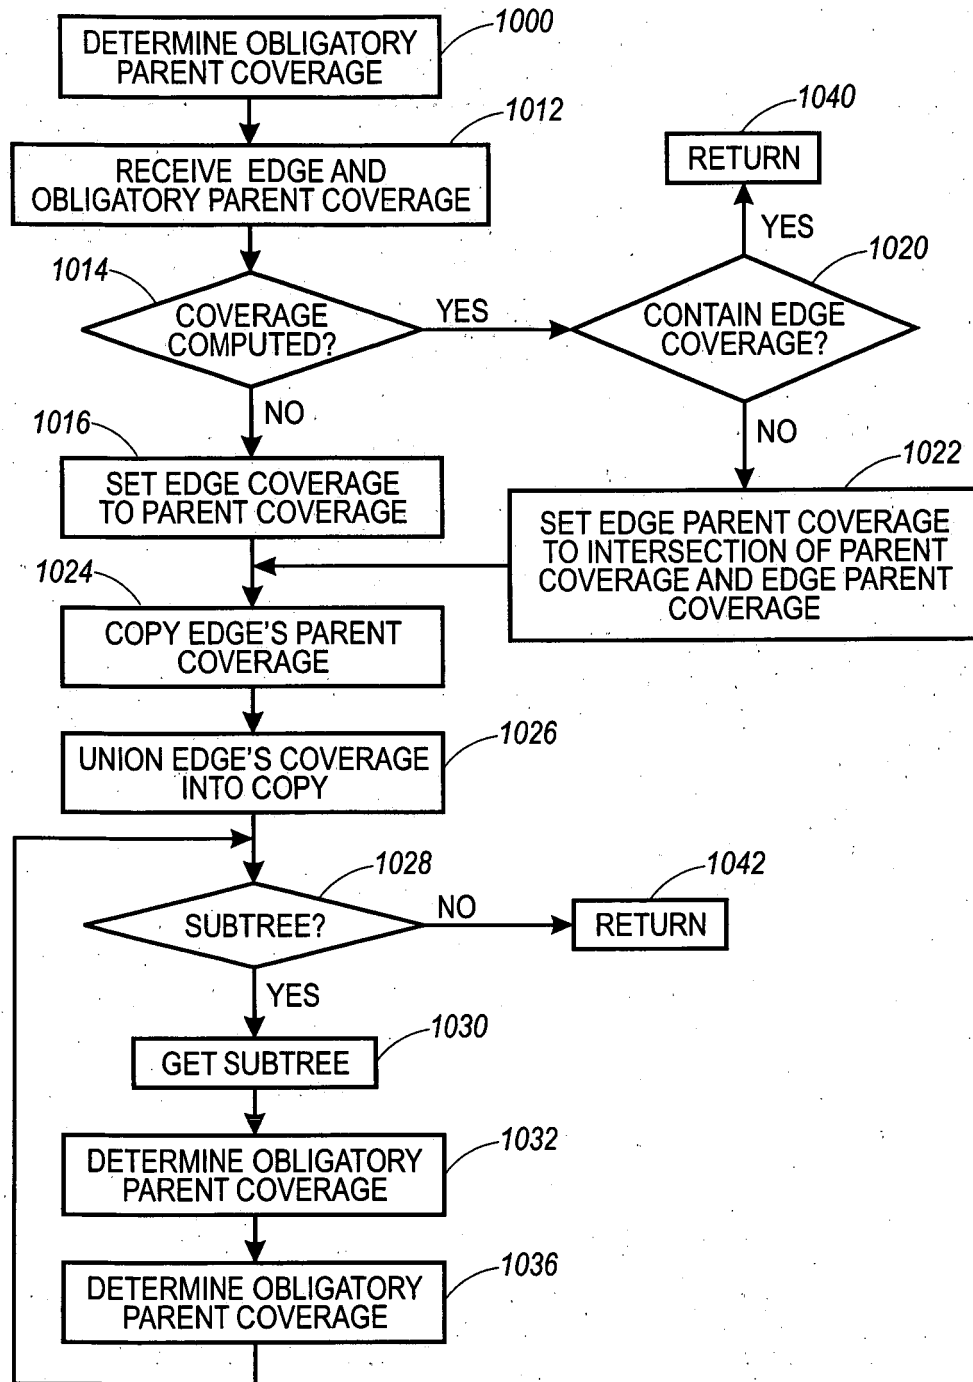 1000
DETERMINE OBLIGATORY
PARENT COVERAGE
1012
RECEIVE EDGE AND
OBLIGATORY PARENT COVERAGE
1040
RETURN
YES
1014
COVERAGE
COMPUTED?
YES
1020
CONTAIN EDGE
COVERAGE?
NO
NO
1016
SET EDGE COVERAGE
TO PARENT COVERAGE
1022
SET EDGE PARENT COVERAGE
TO INTERSECTION OF PARENT
COVERAGE AND EDGE PARENT
COVERAGE
1024
COPY EDGE'S PARENT
COVERAGE
1026
UNION EDGE'S COVERAGE
INTO COPY
1028
SUBTREE?
NO
1042
RETURN
YES
1030
GET SUBTREE
1032
DETERMINE OBLIGATORY
PARENT COVERAGE
1036
DETERMINE OBLIGATORY
PARENT COVERAGE